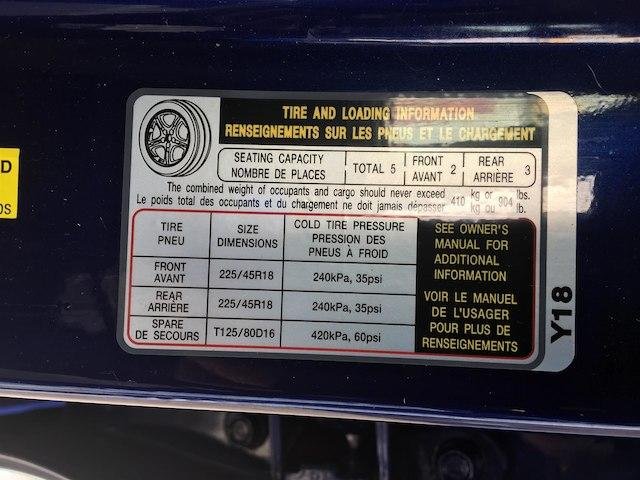 D
OS
TIRE AND LOADING INFORMATION
RENSEIGNEMENTS SUR LES PNEUS ET LE CHARGEMENT
SEATING CAPACITY
NOMBRE DE PLACES
TOTAL 5
FRONT
AVANT 2
REAR
ARRIÈRE 3
The combined weight of occupants and cargo should never exceed 410 kg or 904 lbs.
Le poids total des occupants et du chargement ne doit jamais dépasser 410 kg ou 904 lb.
TIRE
PNEU
SIZE
DIMENSIONS
COLD TIRE PRESSURE
PRESSION DES
PNEUS À FROID
FRONT
AVANT
225/45R18
240kPa, 35psi
REAR
ARRIÈRE
225/45R18
240kPa, 35psi
SPARE
DE SECOURS
T125/80D16
420kPa, 60psi
SEE OWNER'S
MANUAL FOR
ADDITIONAL
INFORMATION
VOIR LE MANUEL
DE L'USAGER
POUR PLUS DE
RENSEIGNEMENTS
Y18